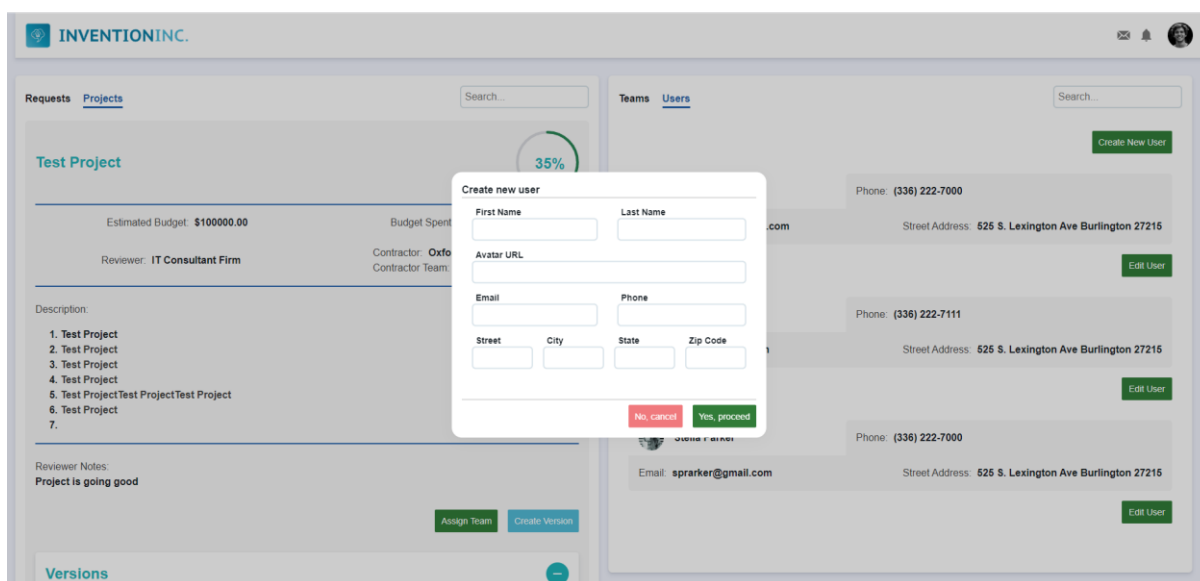 INVENTIONINC.
Requests Projects
Search...
Test Project
35%
Estimated Budget: $100000.00
Budget Spent
Reviewer: IT Consultant Firm
Contractor: Oxfo
Contractor Team:
Description:
1. Test Project
2. Test Project
3. Test Project
4. Test Project
5. Test ProjectTest ProjectTest Project
6. Test Project
7.
Reviewer Notes:
Project is going good
Assign Team Create Version
Versions
Create new user
First Name Last Name
Avatar URL
Email Phone
Street City State Zip Code
No, cancel Yes, proceed
Teams Users
Search...
Create New User
Phone: (336) 222-7000
.com Street Address: 525 S. Lexington Ave Burlington 27215
Edit User
Phone: (336) 222-7111
Street Address: 525 S. Lexington Ave Burlington 27215
Edit User
Stella Parker Phone: (336) 222-7000
Email: sprarker@gmail.com Street Address: 525 S. Lexington Ave Burlington 27215
Edit User